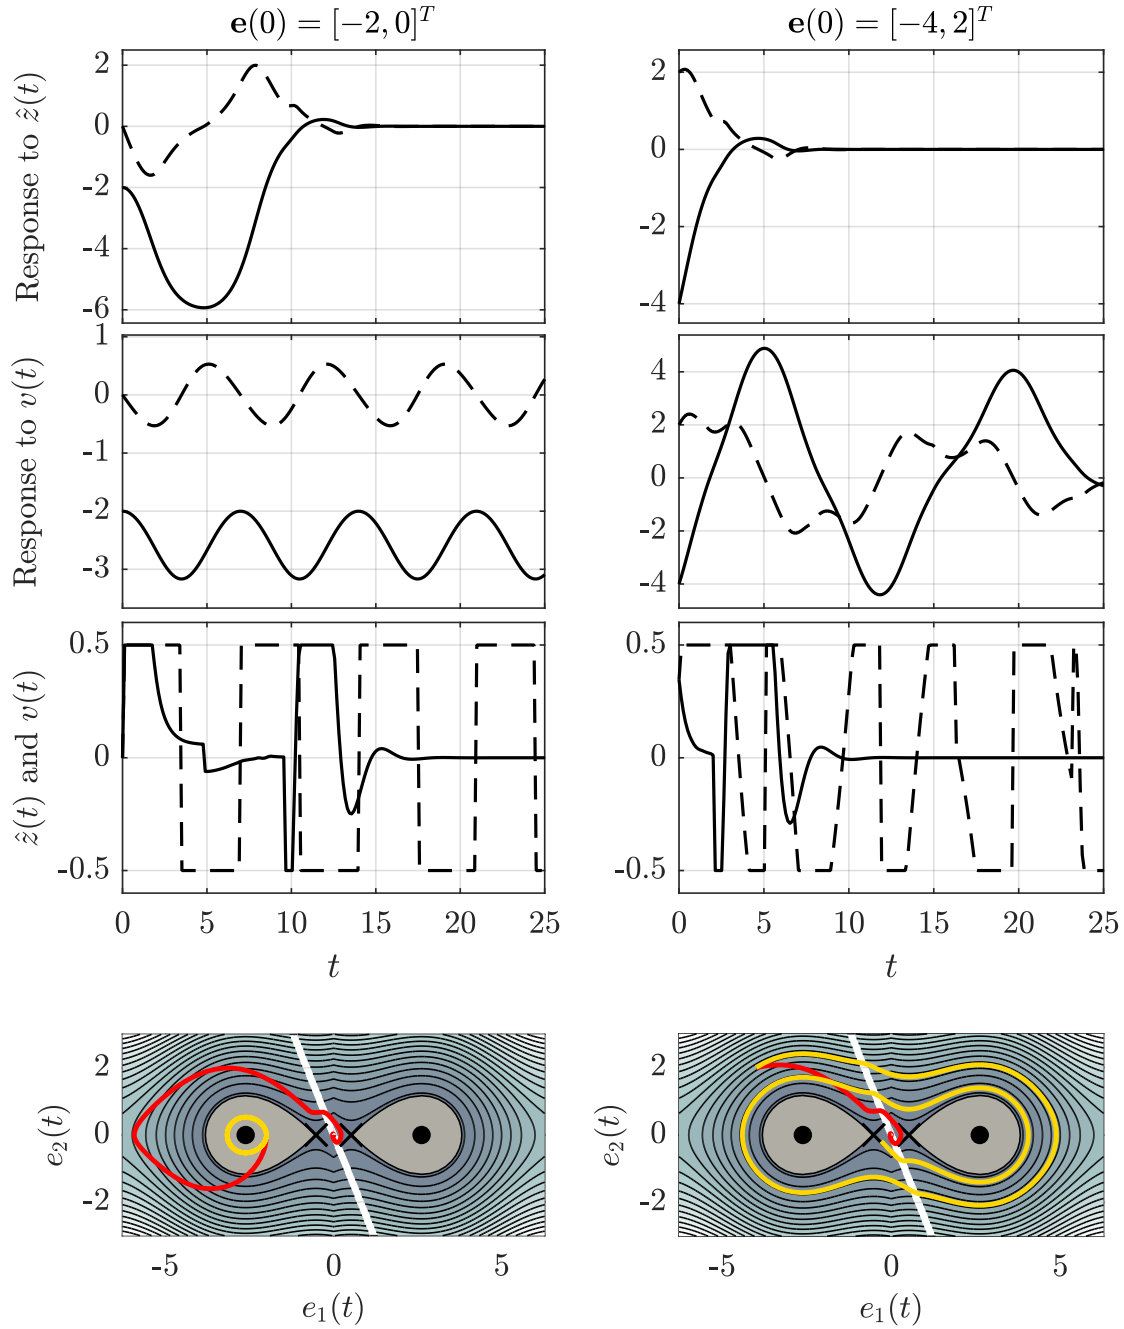 e(0) = [−2, 0]^T
e(0) = [−4, 2]^T
Response to ẑ(t)
2
0
-2
-4
-6
2
0
-2
-4
Response to v(t)
1
0
-1
-2
-3
4
2
0
-2
-4
ẑ(t) and v(t)
0.5
0
-0.5
0.5
0
-0.5
0 5 10 15 20 25
0 5 10 15 20 25
t
t
e₂(t)
2
0
-2
e₂(t)
2
0
-2
-5 0 5
-5 0 5
e₁(t)
e₁(t)